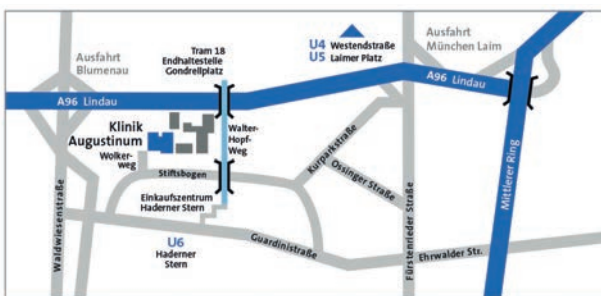 Ausfahrt
Blumenau
Tram 18
Endhaltestelle
Gondrellplatz
U4 Westendstraße
U5 Laimer Platz
Ausfahrt
München Laim
A96 Lindau
A96 Lindau
Klinik
Augustinum
Wolker-
weg
Walter-
Hopf-
Weg
Stiftsbogen
Einkaufszentrum
Haderner Stern
U6
Haderner
Stern
Waldwiesenstraße
Guardinistraße
Kurparkstraße
Ossinger Straße
Fürstenrieder Straße
Ehrwalder Str.
Mittlerer Ring